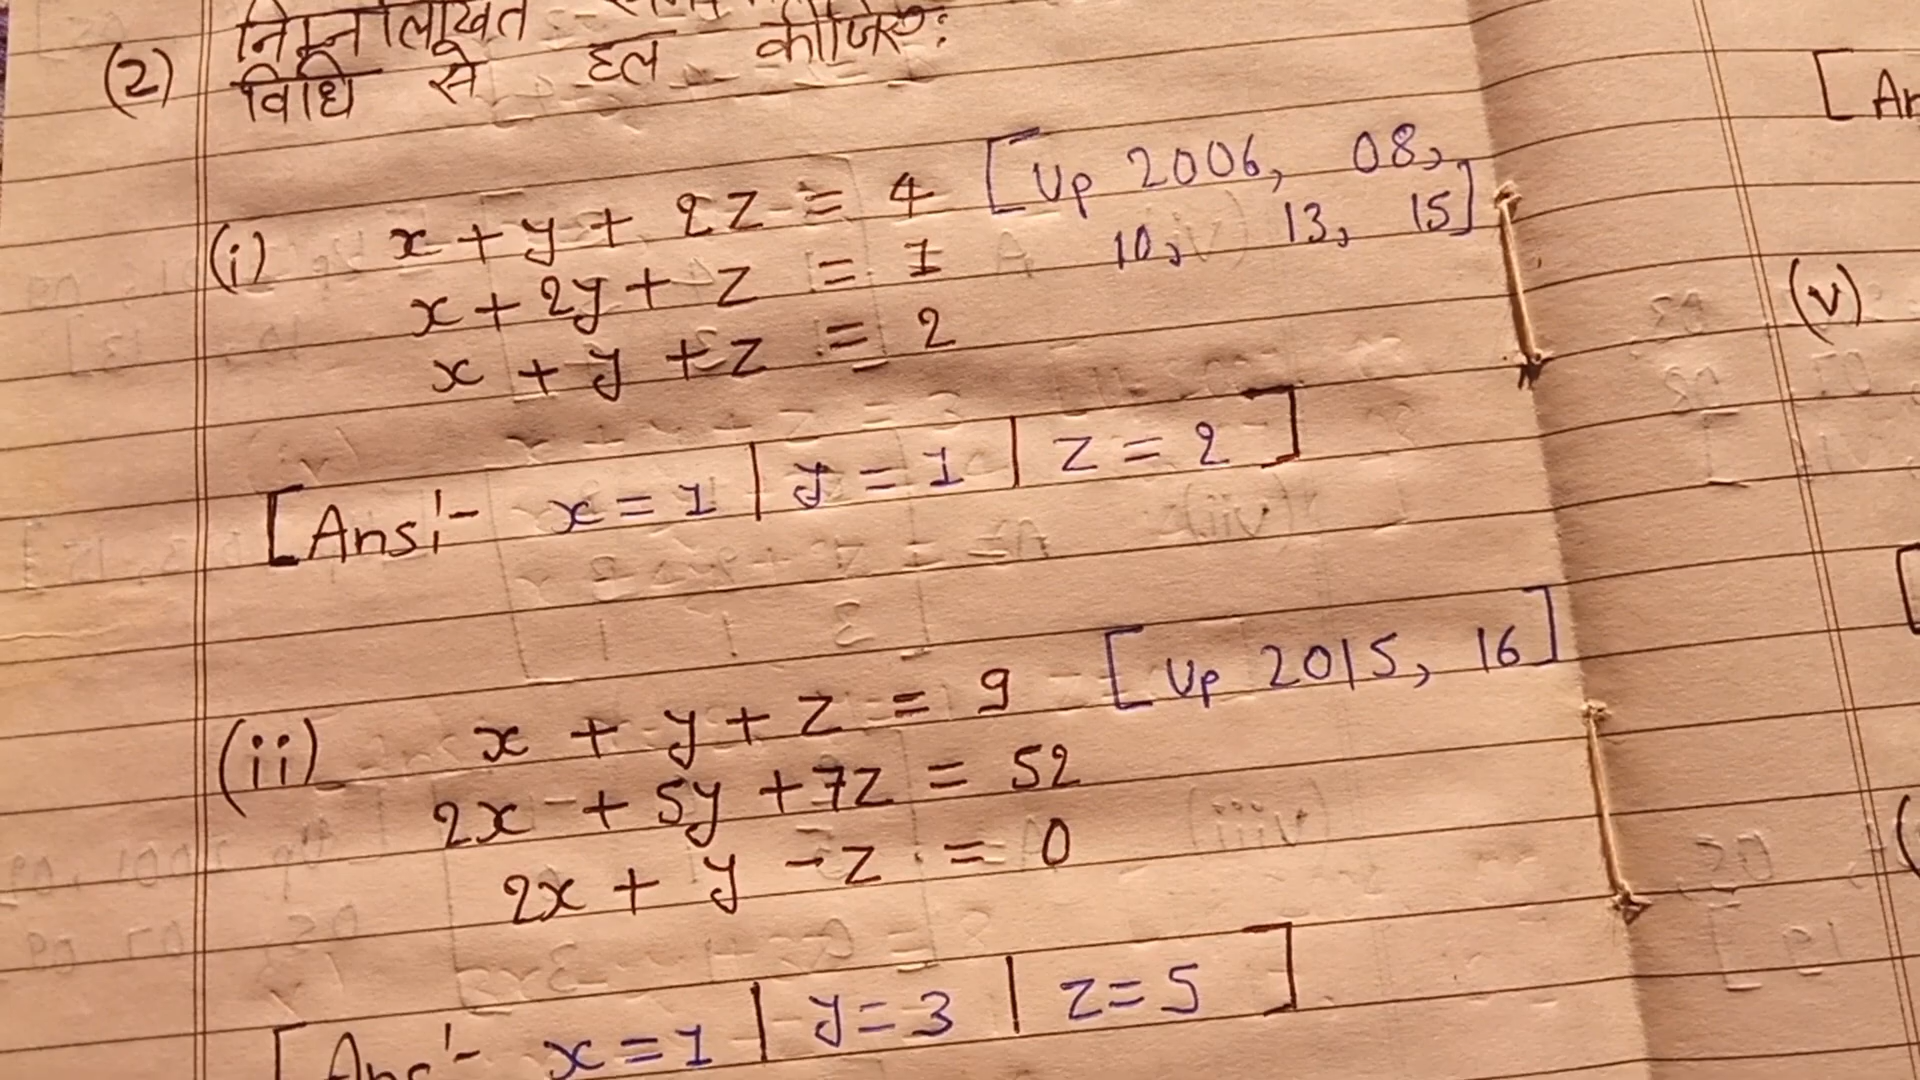 (2) निम्नलिखित
विधि से हल कीजिए:
(i) x + y + 2z = 4 [Up 2006, 08,
x + 2y + z = 1 10, 13, 15]
x + y + z = 2
[Ans:- x = 1 | y = 1 | z = 2]
(ii) x + y + z = 9 [Up 2015, 16]
2x + 5y + 7z = 52
2x + y - z = 0
[Ans:- x = 1 | y = 3 | z = 5]
[An
(v)